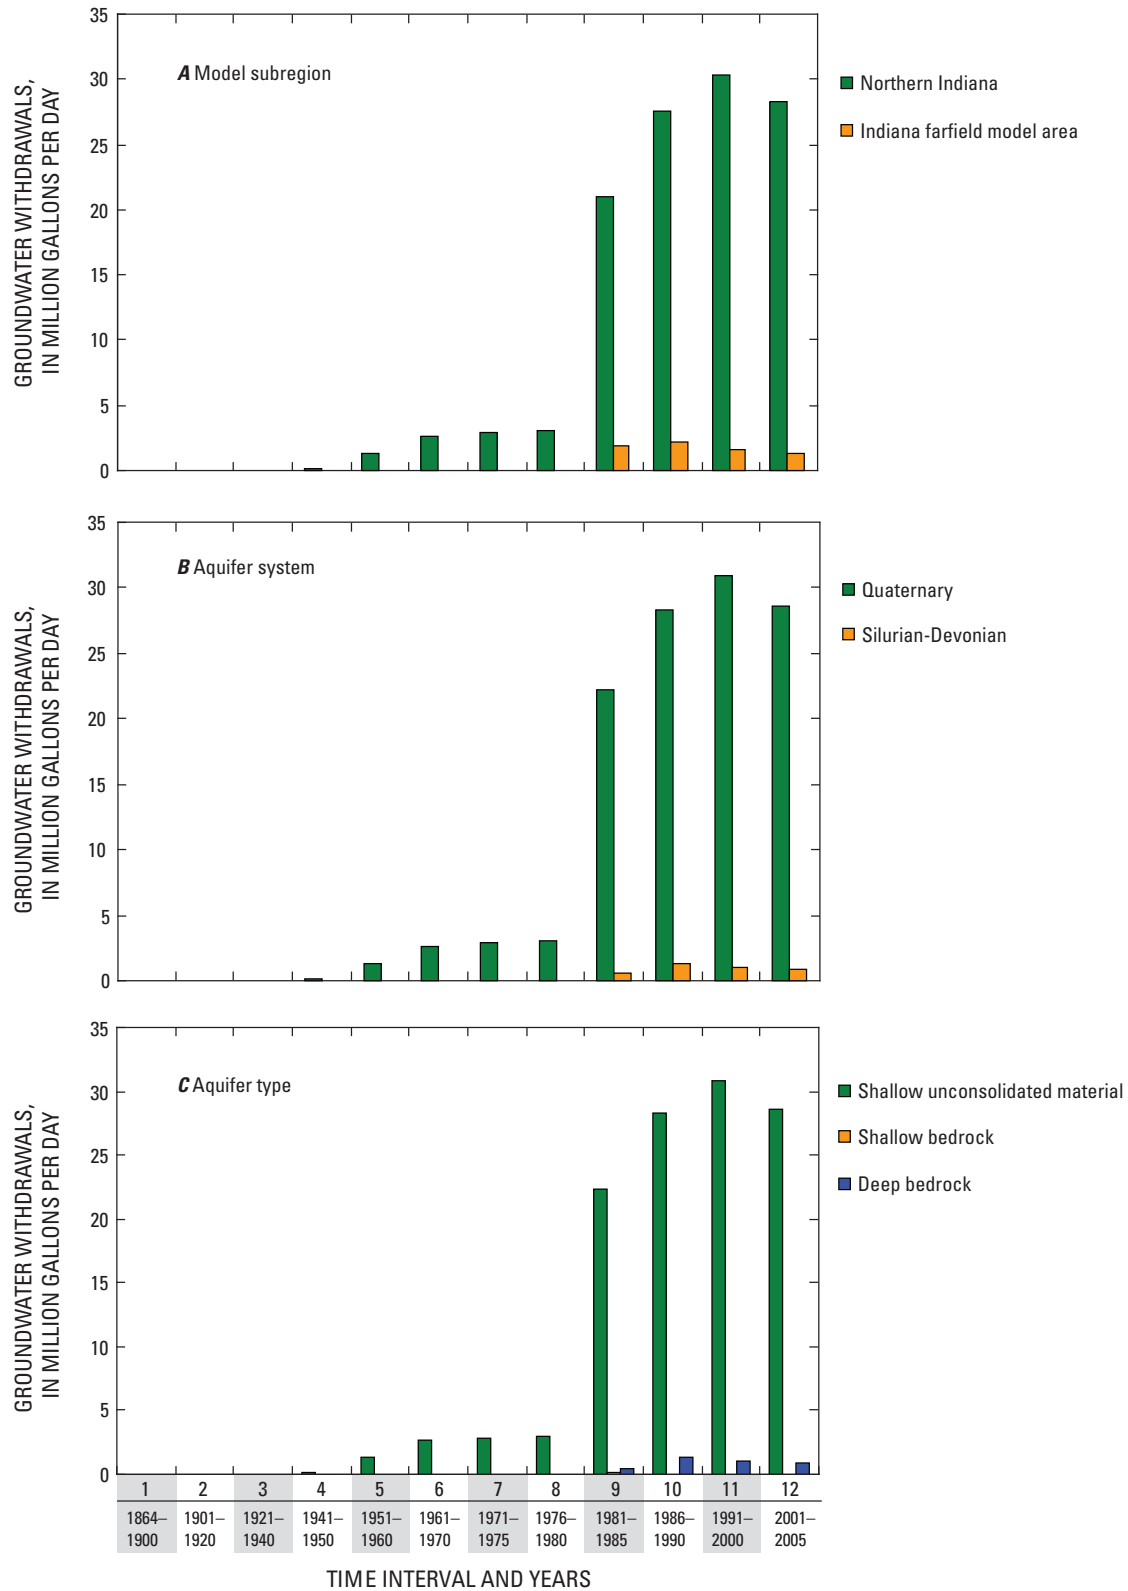 GROUNDWATER WITHDRAWALS,
IN MILLION GALLONS PER DAY
35
30
25
20
15
10
5
0
A Model subregion
Northern Indiana
Indiana farfield model area
GROUNDWATER WITHDRAWALS,
IN MILLION GALLONS PER DAY
35
30
25
20
15
10
5
0
B Aquifer system
Quaternary
Silurian-Devonian
GROUNDWATER WITHDRAWALS,
IN MILLION GALLONS PER DAY
35
30
25
20
15
10
5
0
C Aquifer type
Shallow unconsolidated material
Shallow bedrock
Deep bedrock
1 2 3 4 5 6 7 8 9 10 11 12
1864– 1901– 1921– 1941– 1951– 1961– 1971– 1976– 1981– 1986– 1991– 2001–
1900 1920 1940 1950 1960 1970 1975 1980 1985 1990 2000 2005
TIME INTERVAL AND YEARS